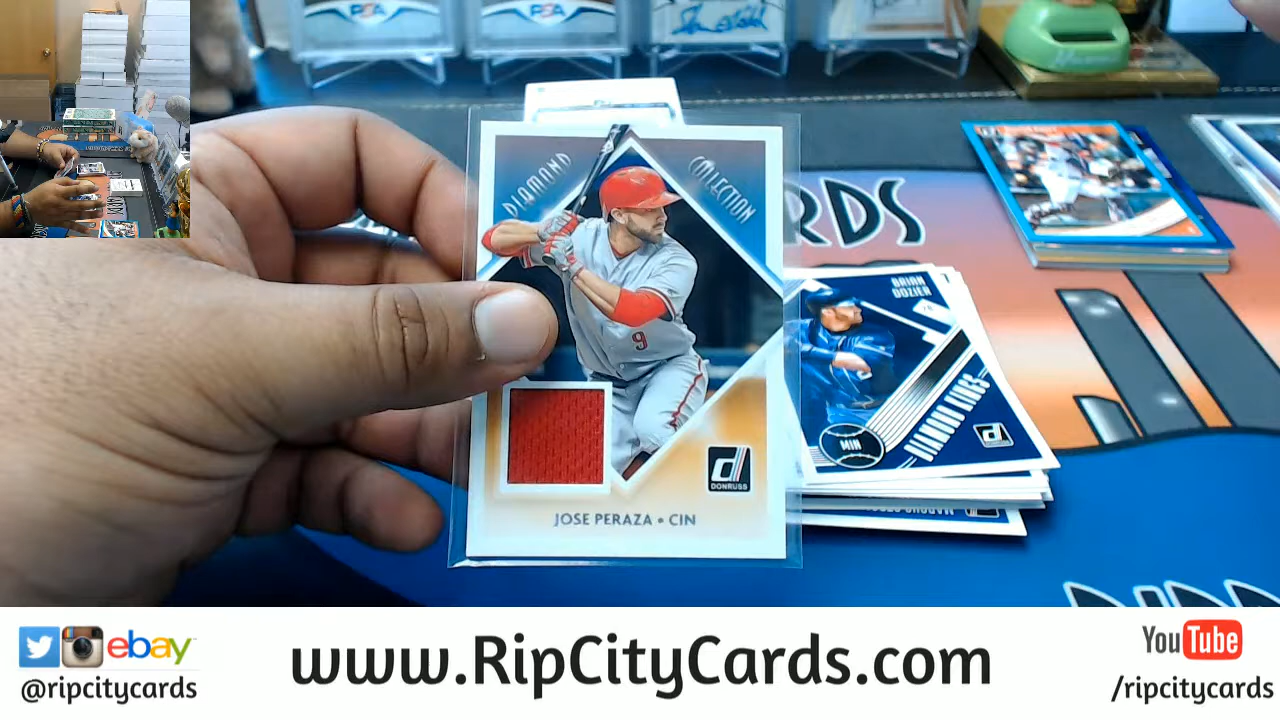 PSA
PSA
DIAMOND COLLECTION
RDS
BRIAN
DOZIER
9
MIN
DIAMOND KINGS
d
d
DONRUSS
JOSE PERAZA • CIN
ebay
@ripcitycards
www.RipCityCards.com
YouTube
/ripcitycards